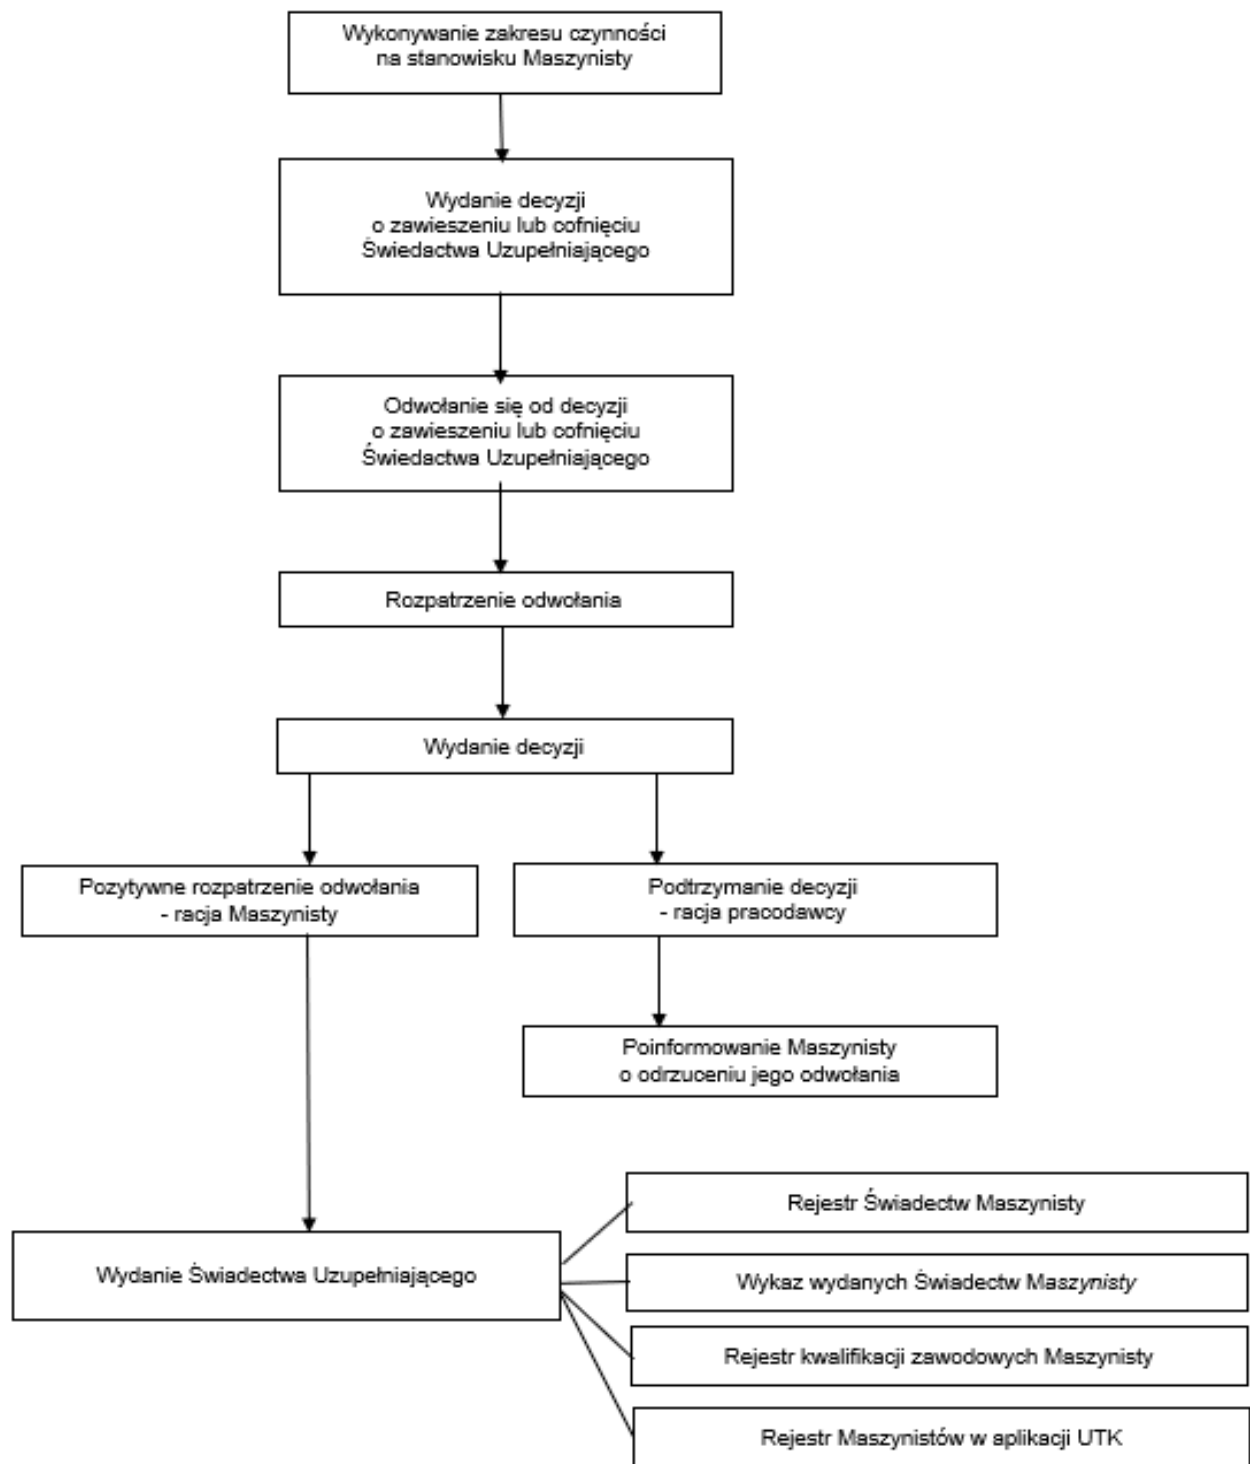 Wykonywanie zakresu czynności
na stanowisku Maszynisty
Wydanie decyzji
o zawieszeniu lub cofnięciu
Świedactwa Uzupełniającego
Odwołanie się od decyzji
o zawieszeniu lub cofnięciu
Świedactwa Uzupełniającego
Rozpatrzenie odwołania
Wydanie decyzji
Pozytywne rozpatrzenie odwołania
- racja Maszynisty
Podtrzymanie decyzji
- racja pracodawcy
Poinformowanie Maszynisty
o odrzuceniu jego odwołania
Wydanie Świadectwa Uzupełniającego
Rejestr Świadectw Maszynisty
Wykaz wydanych Świadectw Maszynisty
Rejestr kwalifikacji zawodowych Maszynisty
Rejestr Maszynistów w aplikacji UTK